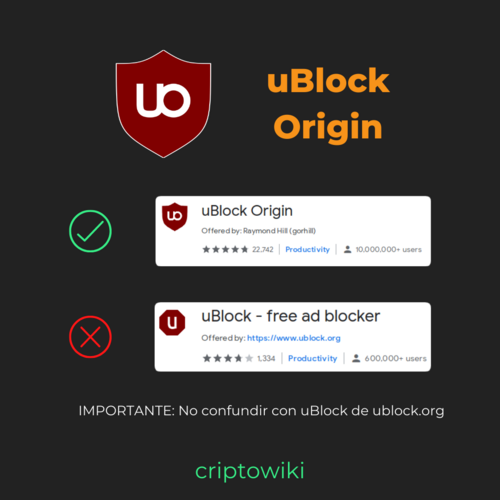 uo
uBlock
Origin
uo
uBlock Origin
Offered by: Raymond Hill (gorhill)
22,742 Productivity 10,000,000+ users
u
uBlock - free ad blocker
Offered by: https://www.ublock.org
1,334 Productivity 600,000+ users
IMPORTANTE: No confundir con uBlock de ublock.org
criptowiki